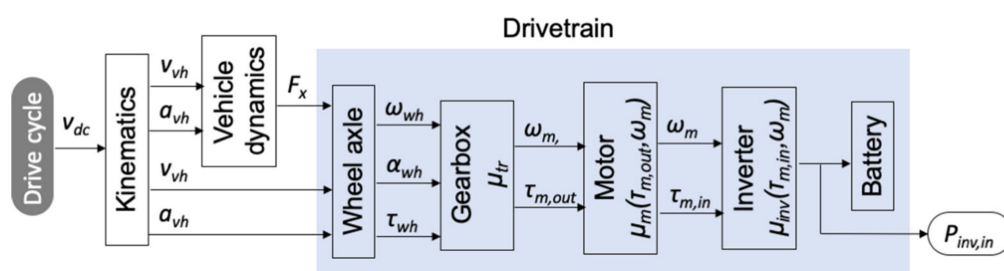 Drivetrain
Drive cycle
v_dc
Kinematics
v_vh
a_vh
v_vh
a_vh
Vehicle
dynamics
F_x
Wheel axle
ω_wh
α_wh
τ_wh
Gearbox
μ_tr
ω_m,
τ_m,out
Motor
μ_m(τ_m,out,ω_m)
ω_m
τ_m,in
Inverter
μ_inv(τ_m,in,ω_m)
Battery
P_inv,in